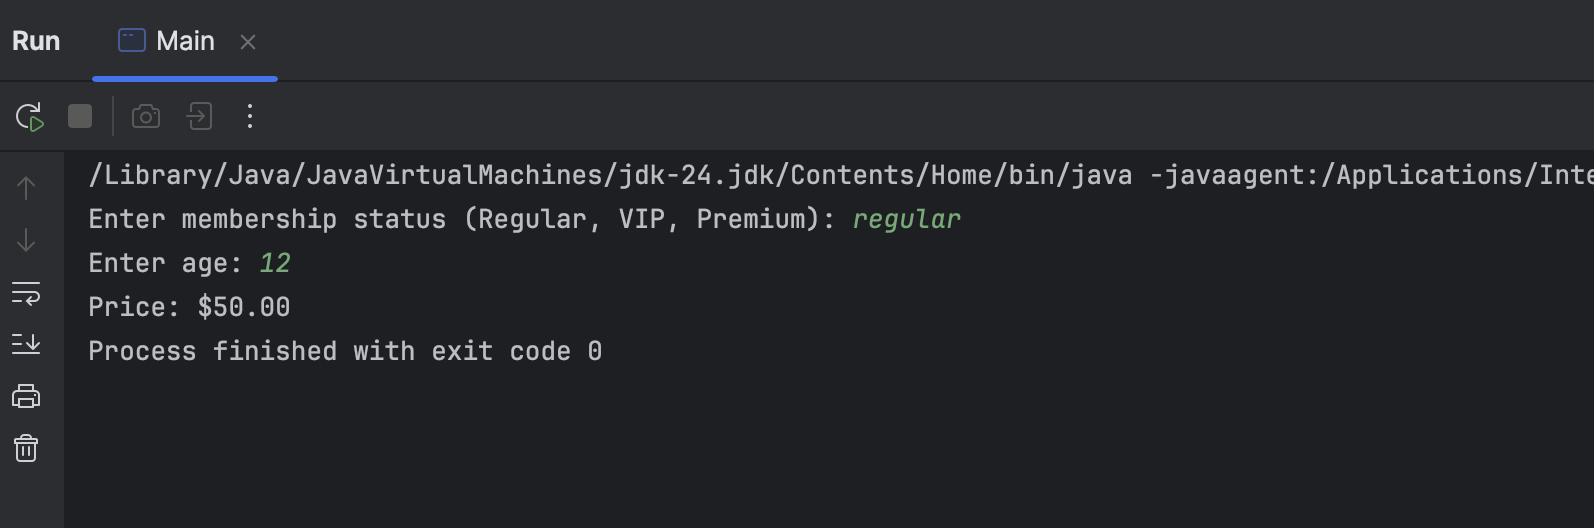 Run Main
/Library/Java/JavaVirtualMachines/jdk-24.jdk/Contents/Home/bin/java -javaagent:/Applications/Inte
Enter membership status (Regular, VIP, Premium): regular
Enter age: 12
Price: $50.00
Process finished with exit code 0